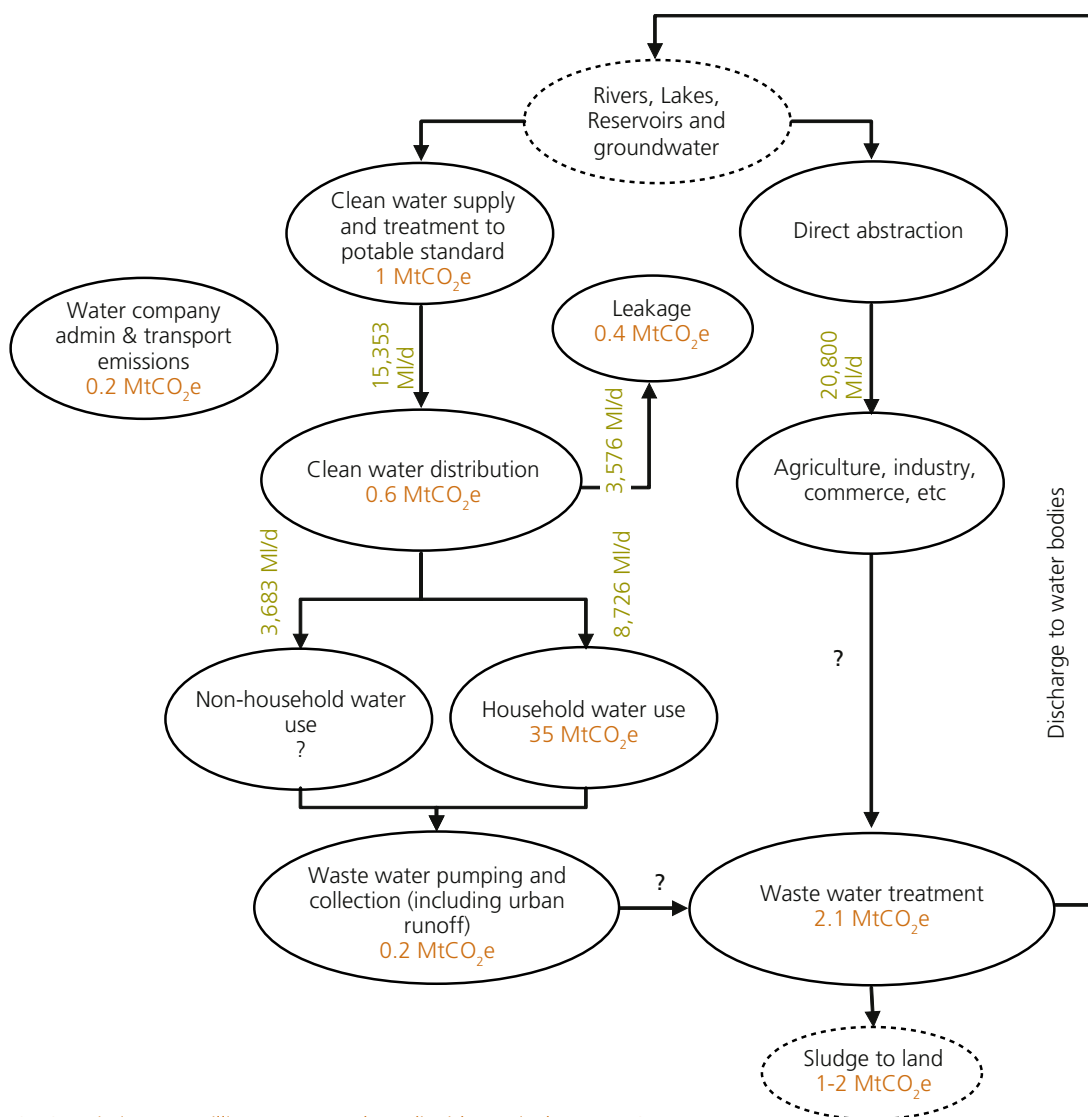 Rivers, Lakes,
Reservoirs and
groundwater
Clean water supply
and treatment to
potable standard
1 MtCO₂e
Direct abstraction
Water company
admin & transport
emissions
0.2 MtCO₂e
Leakage
0.4 MtCO₂e
15,353
Ml/d
3,576 Ml/d
20,800
Ml/d
Clean water distribution
0.6 MtCO₂e
Agriculture, industry,
commerce, etc
3,683 Ml/d
8,726 Ml/d
Discharge to water bodies
?
Non-household water
use
?
Household water use
35 MtCO₂e
Waste water pumping and
collection (including urban
runoff)
0.2 MtCO₂e
?
Waste water treatment
2.1 MtCO₂e
Sludge to land
1-2 MtCO₂e